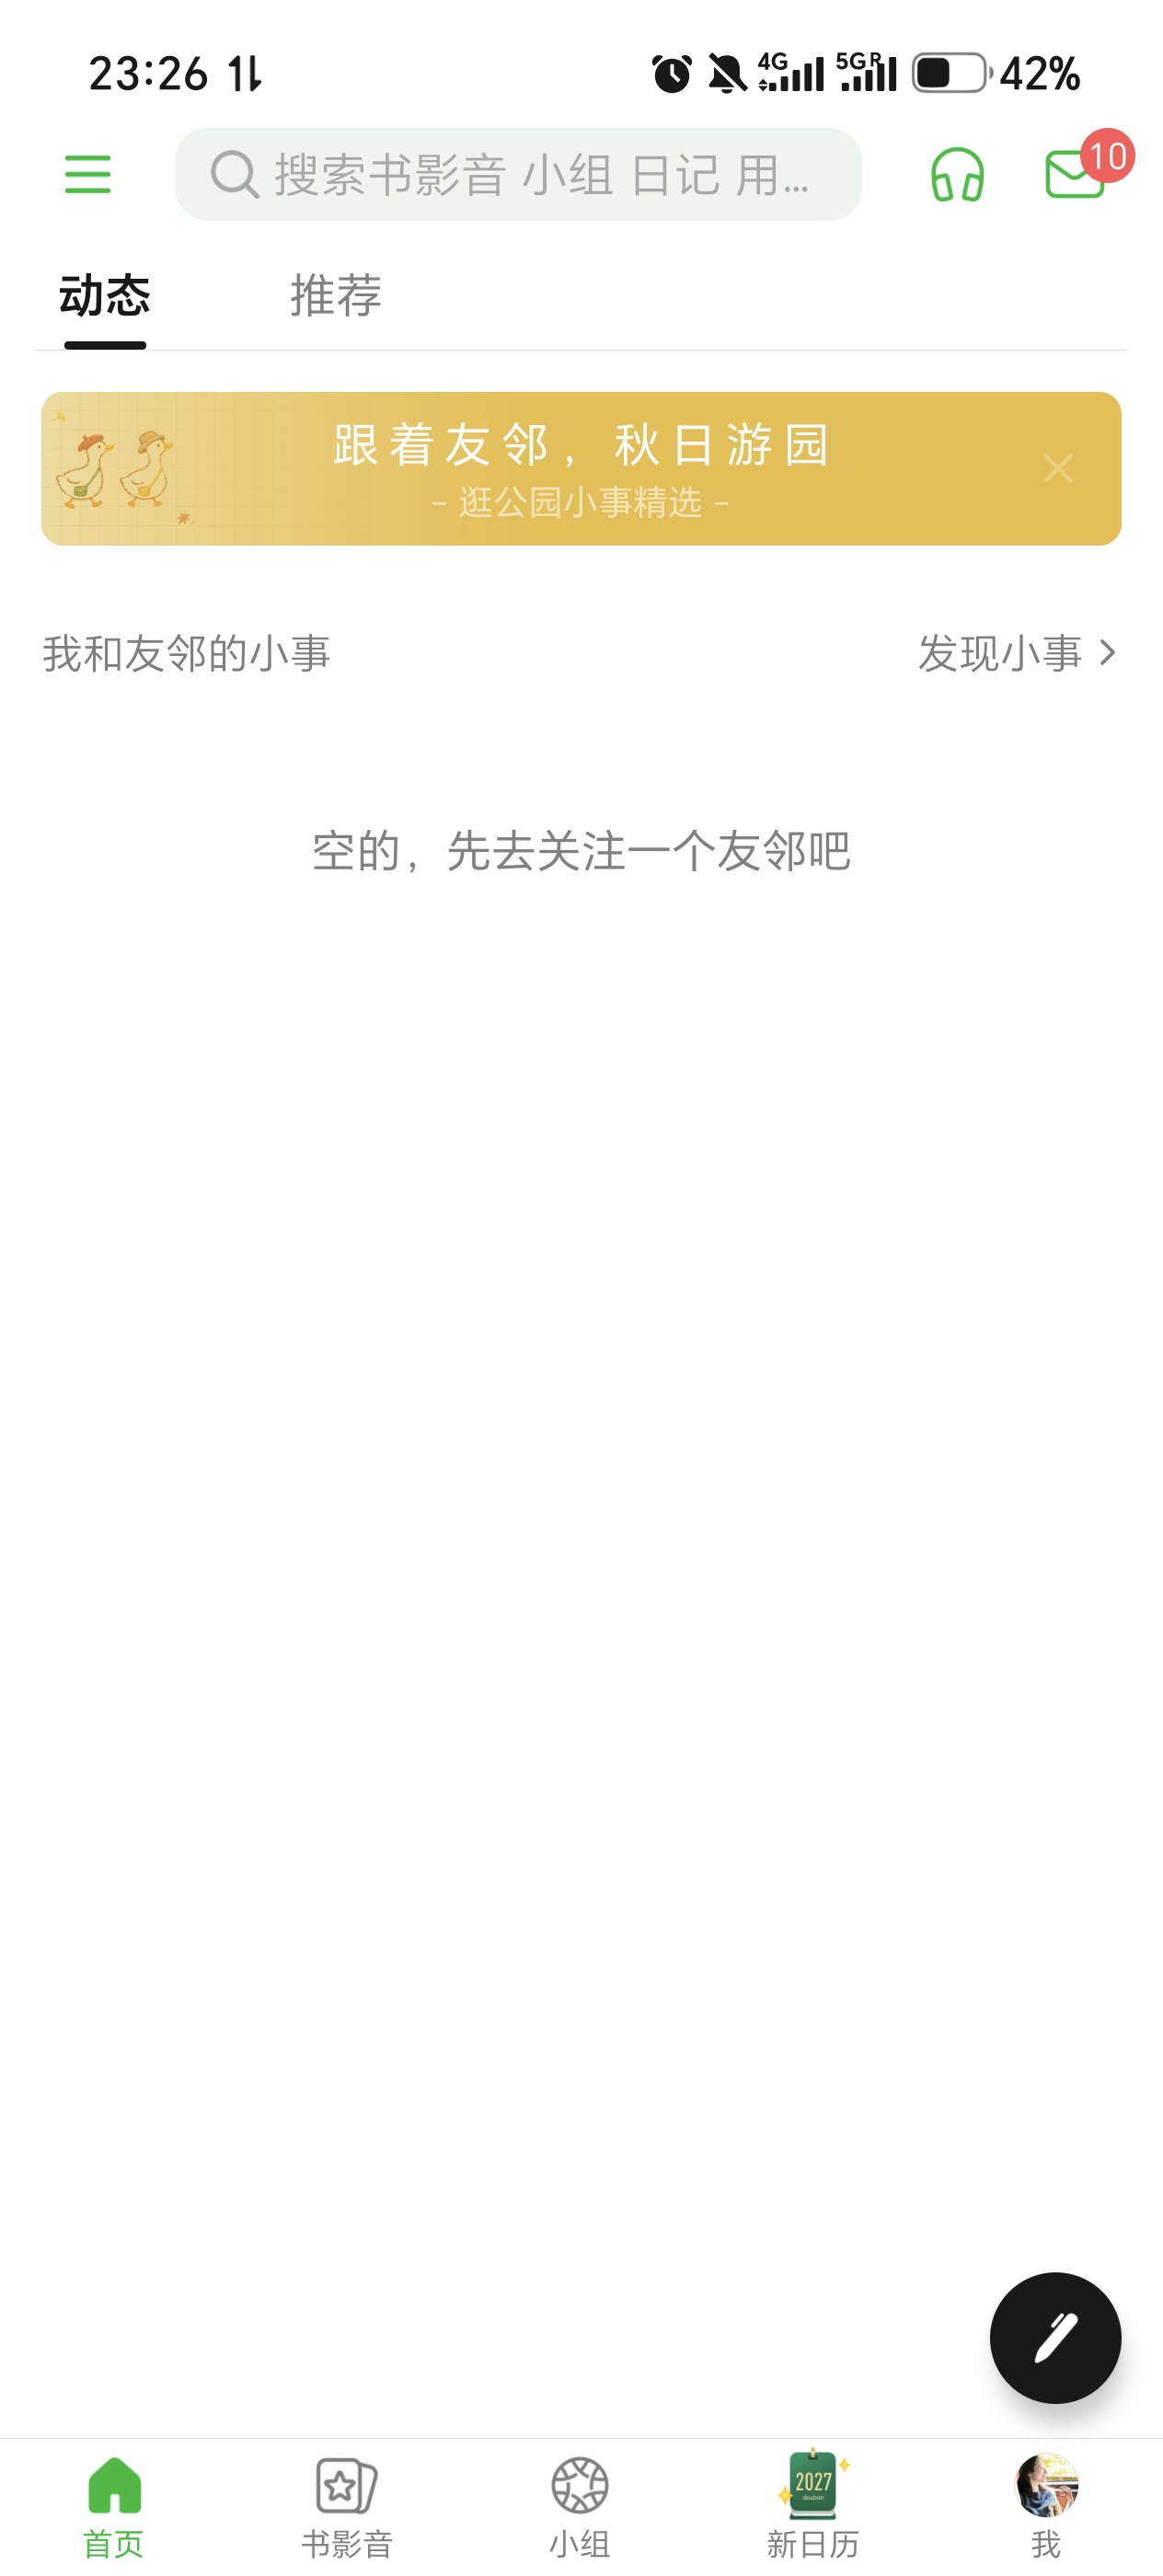 23:26
4G 5G R 42%
搜索书影音 小组 日记 用...
10
动态 推荐
跟着友邻，秋日游园
- 逛公园小事精选 -
我和友邻的小事 发现小事
空的，先去关注一个友邻吧
2027
douban
首页 书影音 小组 新日历 我